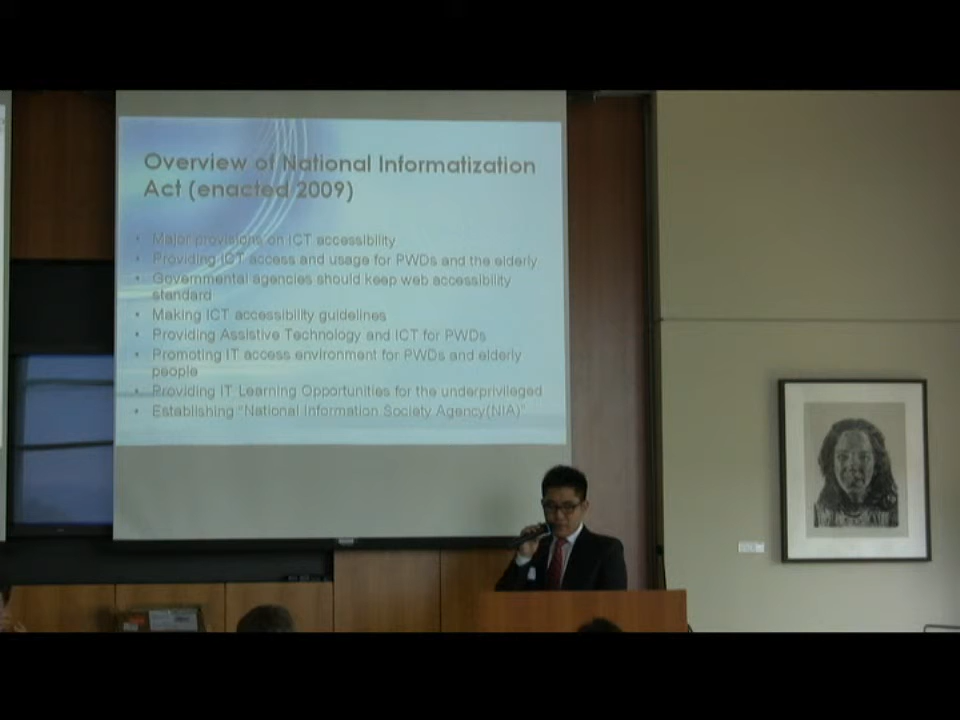 Overview of National Informatization
Act (enacted 2009)
• Major provisions on ICT accessibility
• Providing ICT access and usage for PWDs and the elderly
• Governmental agencies should keep web accessibility
standard
• Making ICT accessibility guidelines
• Providing Assistive Technology and ICT for PWDs
• Promoting IT access environment for PWDs and elderly
people
• Providing IT Learning Opportunities for the underprivileged
• Establishing "National Information Society Agency(NIA)"